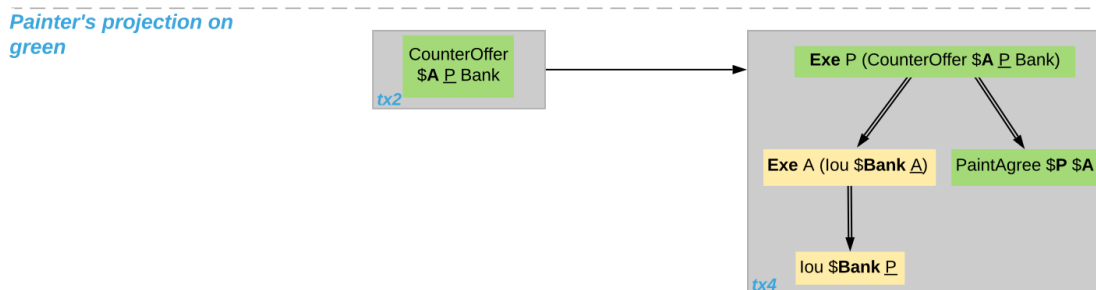 Painter's projection on
green
CounterOffer
$A P Bank
tx2
Exe P (CounterOffer $A P Bank)
Exe A (Iou $Bank A)
PaintAgree $P $A
Iou $Bank P
tx4